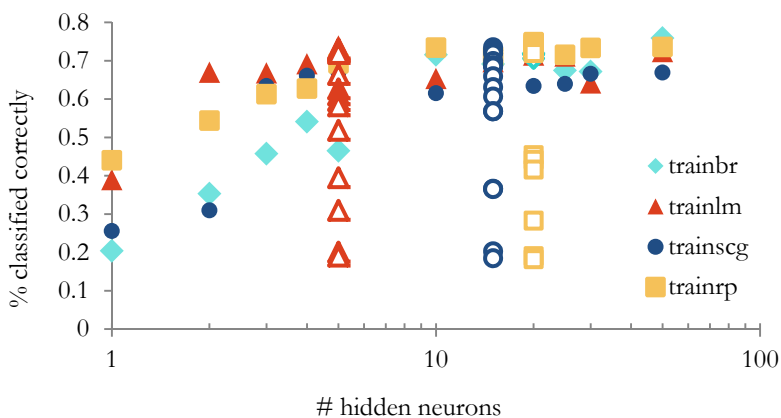 0.8
0.7
0.6
0.5
0.4
0.3
0.2
0.1
0
% classified correctly
trainbr
trainlm
trainscg
trainrp
1
10
100
# hidden neurons